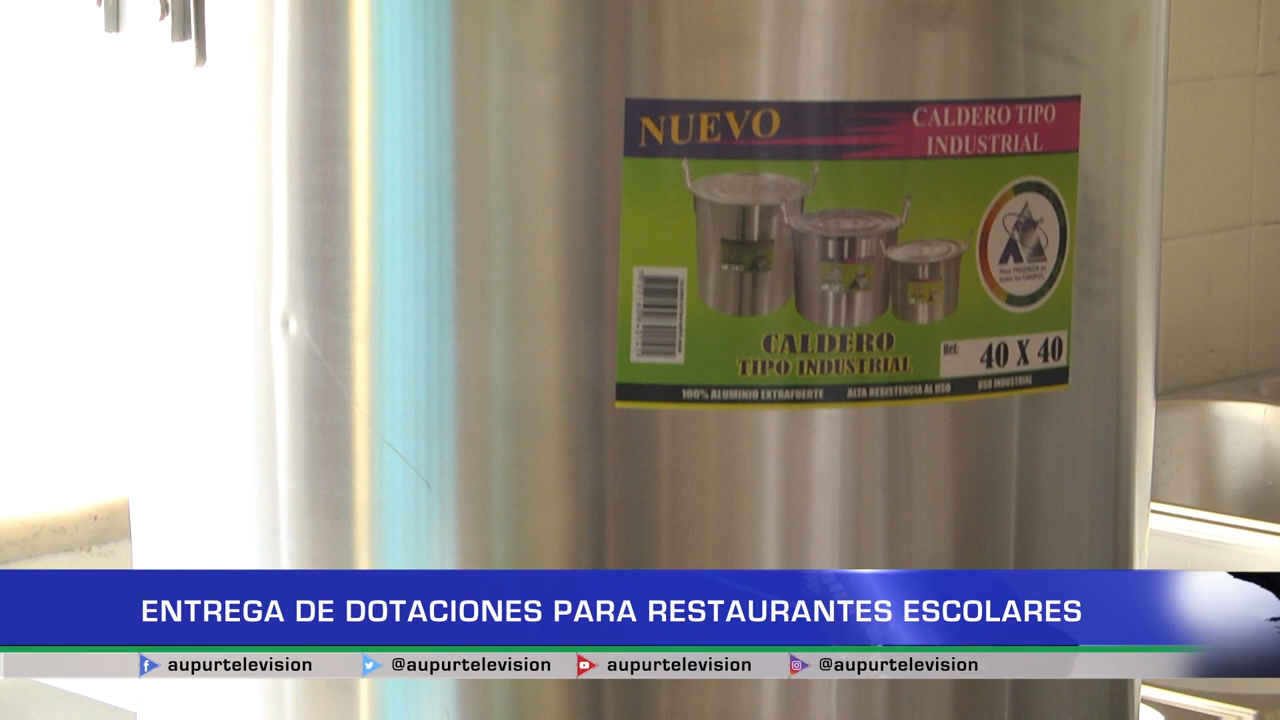 NUEVO
CALDERO TIPO
INDUSTRIAL
CALDERO
TIPO INDUSTRIAL
Ref:
40 X 40
100% ALUMINIO EXTRAFUERTE
ALTA RESISTENCIA AL USO
USO INDUSTRIAL
ENTREGA DE DOTACIONES PARA RESTAURANTES ESCOLARES
aupurtelevision @aupurtelevision aupurtelevision @aupurtelevision